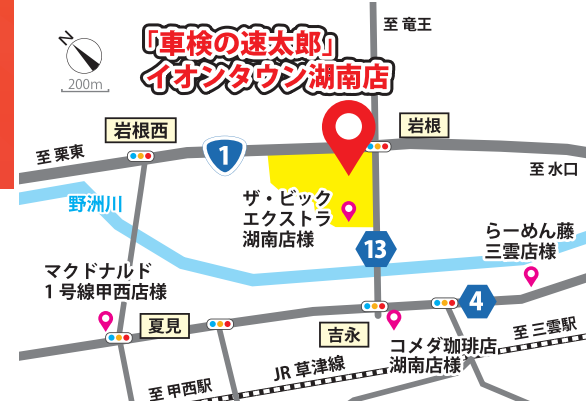 「車検の速太郎」
イオンタウン湖南店
至 竜王
N
200m
岩根西
岩根
至 栗東
1
至 水口
野洲川
ザ・ビック
エクストラ
湖南店様
13
らーめん藤
三雲店様
マクドナルド
1号線甲西店様
4
夏見
吉永
コメダ珈琲店
湖南店様
至 三雲駅
JR 草津線
至 甲西駅